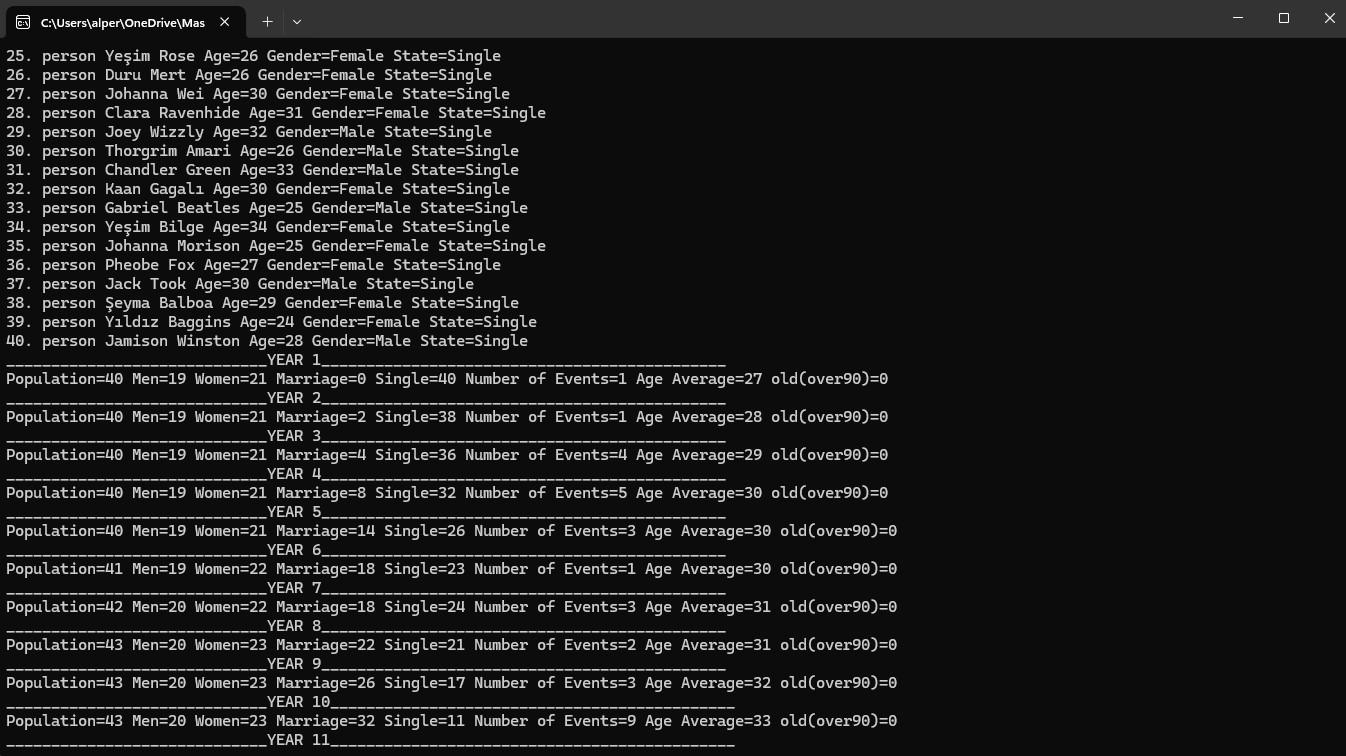 C:\Users\alper\OneDrive\Mas
25. person Yeşim Rose Age=26 Gender=Female State=Single
26. person Duru Mert Age=26 Gender=Female State=Single
27. person Johanna Wei Age=30 Gender=Female State=Single
28. person Clara Ravenhide Age=31 Gender=Female State=Single
29. person Joey Wizzly Age=32 Gender=Male State=Single
30. person Thorgrim Amari Age=26 Gender=Male State=Single
31. person Chandler Green Age=33 Gender=Male State=Single
32. person Kaan Gagalı Age=30 Gender=Female State=Single
33. person Gabriel Beatles Age=25 Gender=Male State=Single
34. person Yeşim Bilge Age=34 Gender=Female State=Single
35. person Johanna Morison Age=25 Gender=Female State=Single
36. person Pheobe Fox Age=27 Gender=Female State=Single
37. person Jack Took Age=30 Gender=Male State=Single
38. person Şeyma Balboa Age=29 Gender=Female State=Single
39. person Yıldız Baggins Age=24 Gender=Female State=Single
40. person Jamison Winston Age=28 Gender=Male State=Single
_____________________________YEAR 1_____________________________________________
Population=40 Men=19 Women=21 Marriage=0 Single=40 Number of Events=1 Age Average=27 old(over90)=0
_____________________________YEAR 2_____________________________________________
Population=40 Men=19 Women=21 Marriage=2 Single=38 Number of Events=1 Age Average=28 old(over90)=0
_____________________________YEAR 3_____________________________________________
Population=40 Men=19 Women=21 Marriage=4 Single=36 Number of Events=4 Age Average=29 old(over90)=0
_____________________________YEAR 4_____________________________________________
Population=40 Men=19 Women=21 Marriage=8 Single=32 Number of Events=5 Age Average=30 old(over90)=0
_____________________________YEAR 5_____________________________________________
Population=40 Men=19 Women=21 Marriage=14 Single=26 Number of Events=3 Age Average=30 old(over90)=0
_____________________________YEAR 6_____________________________________________
Population=41 Men=19 Women=22 Marriage=18 Single=23 Number of Events=1 Age Average=30 old(over90)=0
_____________________________YEAR 7_____________________________________________
Population=42 Men=20 Women=22 Marriage=18 Single=24 Number of Events=3 Age Average=31 old(over90)=0
_____________________________YEAR 8_____________________________________________
Population=43 Men=20 Women=23 Marriage=22 Single=21 Number of Events=2 Age Average=31 old(over90)=0
_____________________________YEAR 9_____________________________________________
Population=43 Men=20 Women=23 Marriage=26 Single=17 Number of Events=3 Age Average=32 old(over90)=0
_____________________________YEAR 10_____________________________________________
Population=43 Men=20 Women=23 Marriage=32 Single=11 Number of Events=9 Age Average=33 old(over90)=0
_____________________________YEAR 11_____________________________________________